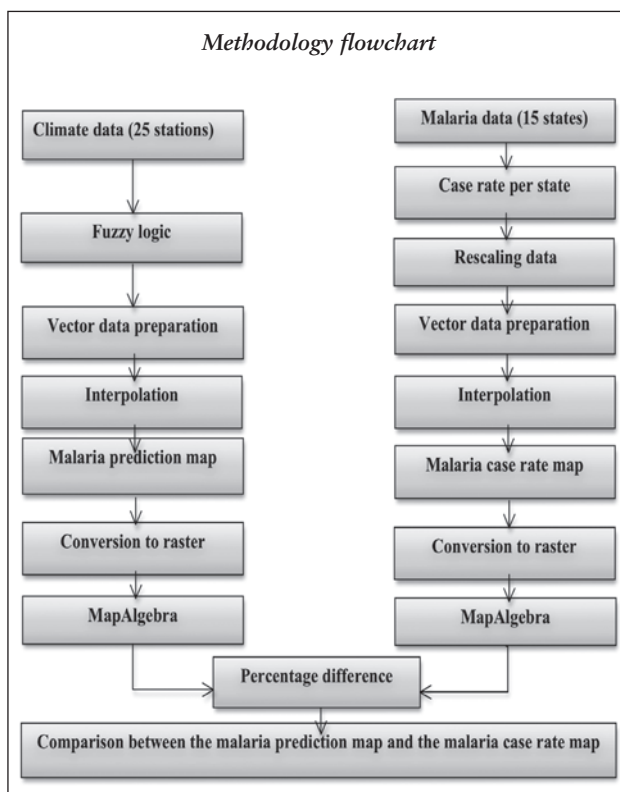 Methodology flowchart
Climate data (25 stations)
Fuzzy logic
Vector data preparation
Interpolation
Malaria prediction map
Conversion to raster
MapAlgebra
Malaria data (15 states)
Case rate per state
Rescaling data
Vector data preparation
Interpolation
Malaria case rate map
Conversion to raster
MapAlgebra
Percentage difference
Comparison between the malaria prediction map and the malaria case rate map